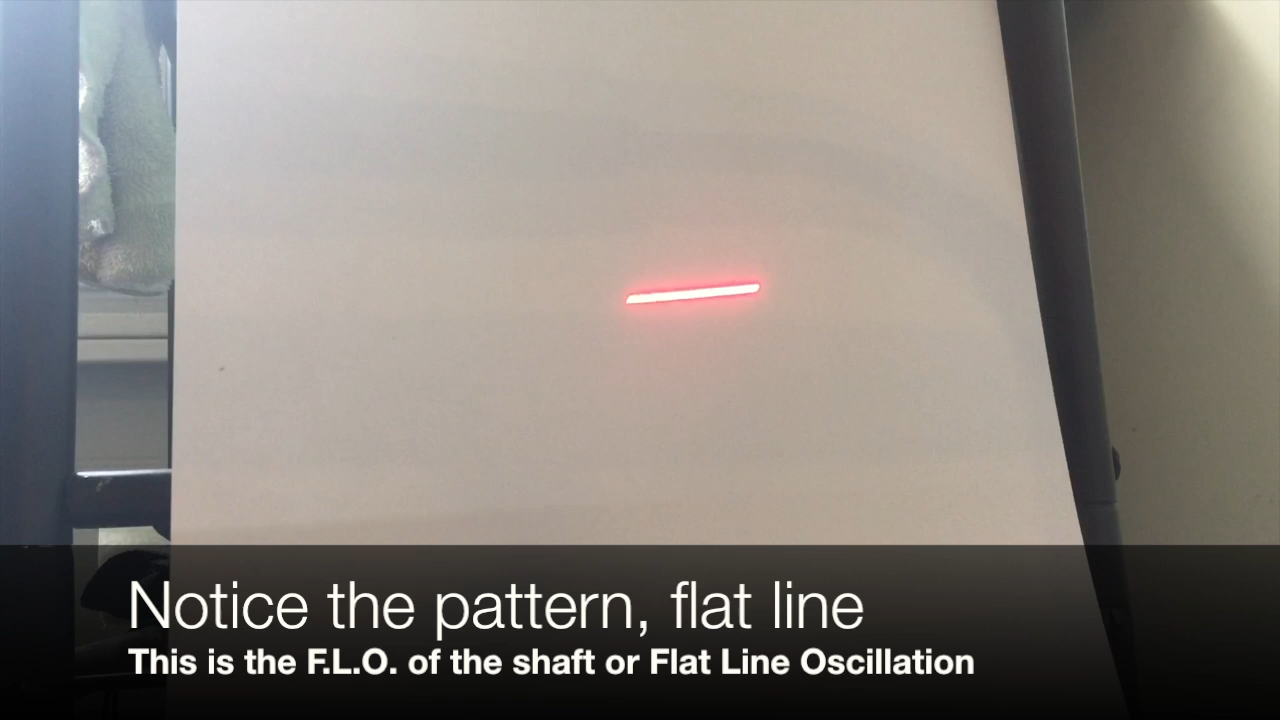 Notice the pattern, flat line
This is the F.L.O. of the shaft or Flat Line Oscillation